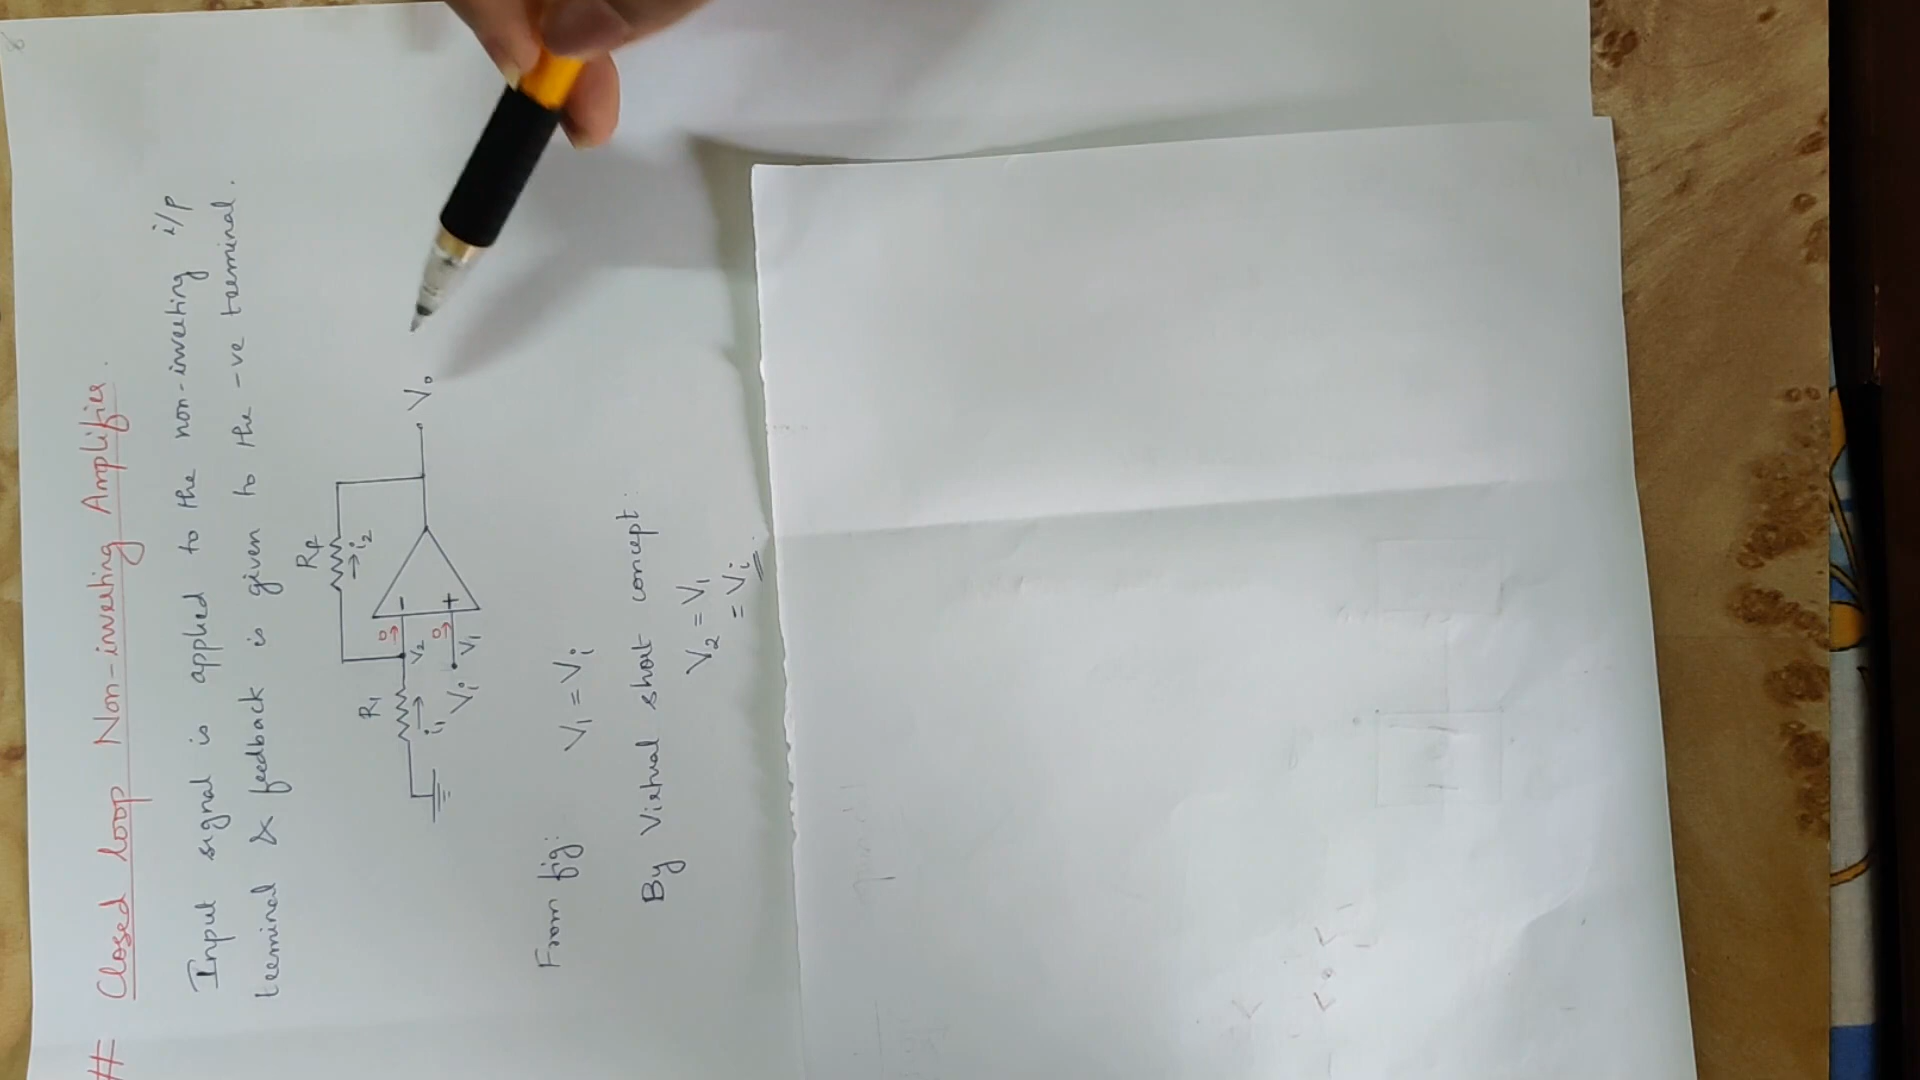 # Closed loop Non-inverting Amplifier.
Input signal is applied to the non-inverting i/p
terminal & feedback is given to the -ve terminal.
Rf
i2
R1
i1
0
V2
-
0
+
Vi
V1
Vo
From fig: V1 = Vi
By Virtual short concept:
V2 = V1
= Vi